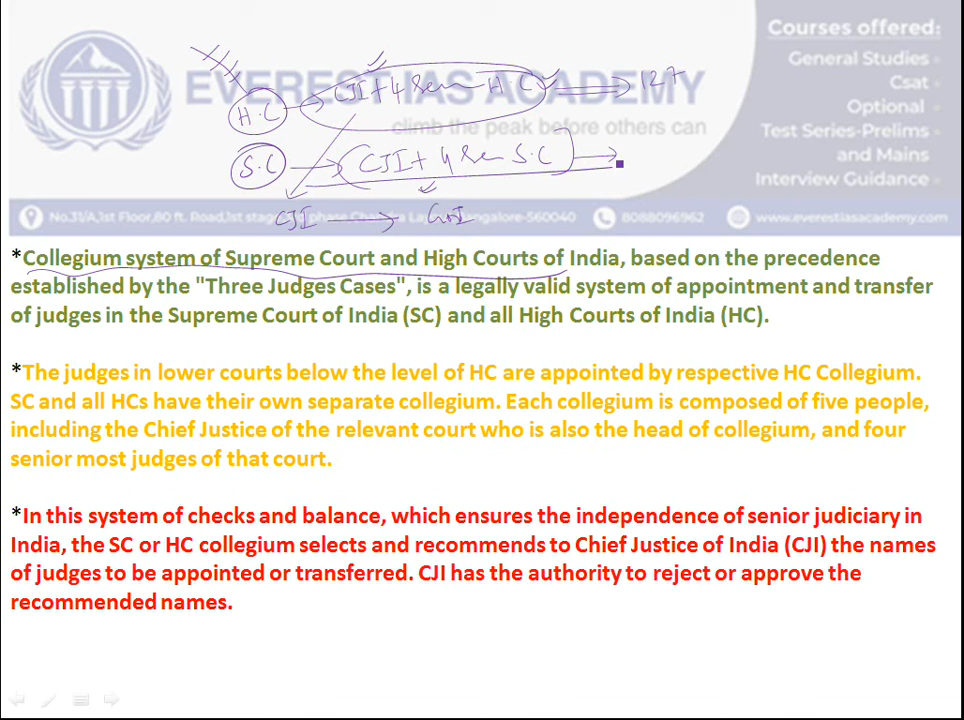 Courses offered:
General Studies
Csat
Optional
Test Series-Prelims
and Mains
Interview Guidance
EVEREST IAS ACADEMY
climb the peak before others can
H.C CJI + 4 Sen H C 127
S.C CJI + 4 Sen S.C
CJI GoI
No.31/A,1st Floor,80 ft. Road,1st stage 560040 8088096962 www.everestiasacademy.com
*Collegium system of Supreme Court and High Courts of India, based on the precedence
established by the "Three Judges Cases", is a legally valid system of appointment and transfer
of judges in the Supreme Court of India (SC) and all High Courts of India (HC).
*The judges in lower courts below the level of HC are appointed by respective HC Collegium.
SC and all HCs have their own separate collegium. Each collegium is composed of five people,
including the Chief Justice of the relevant court who is also the head of collegium, and four
senior most judges of that court.
*In this system of checks and balance, which ensures the independence of senior judiciary in
India, the SC or HC collegium selects and recommends to Chief Justice of India (CJI) the names
of judges to be appointed or transferred. CJI has the authority to reject or approve the
recommended names.